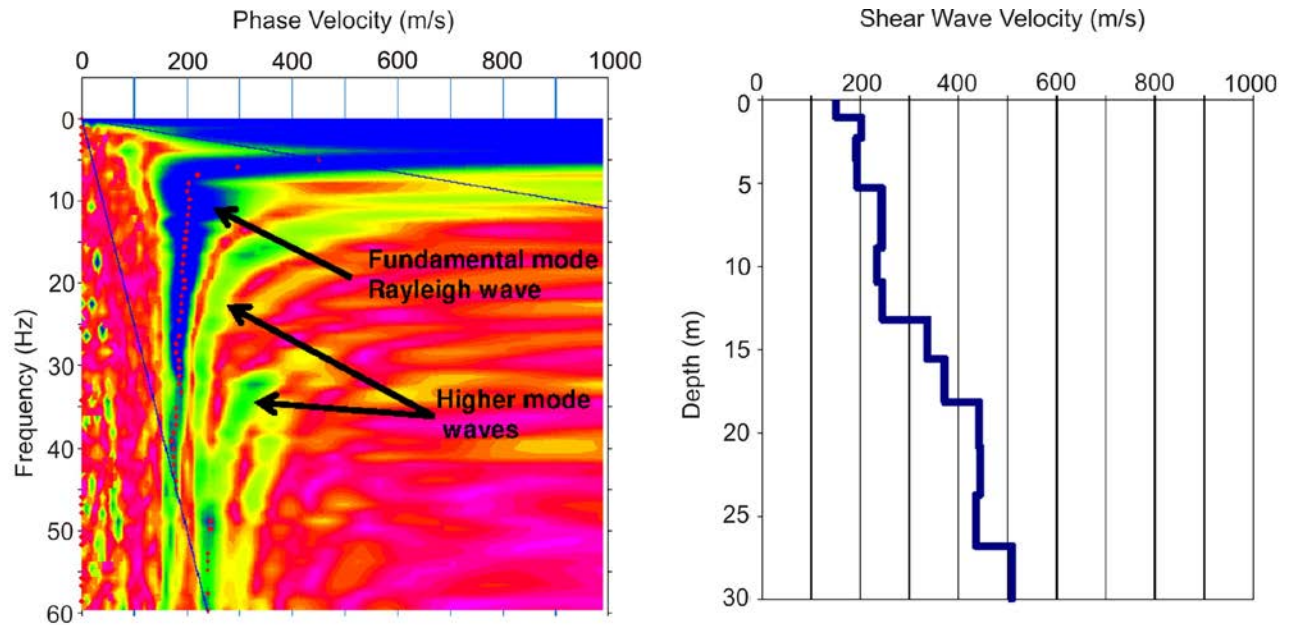 Phase Velocity (m/s)
0 200 400 600 800 1000
0
10
20
30
40
50
60
Frequency (Hz)
Fundamental mode
Rayleigh wave
Higher mode
waves
Shear Wave Velocity (m/s)
0 200 400 600 800 1000
0
5
10
15
20
25
30
Depth (m)